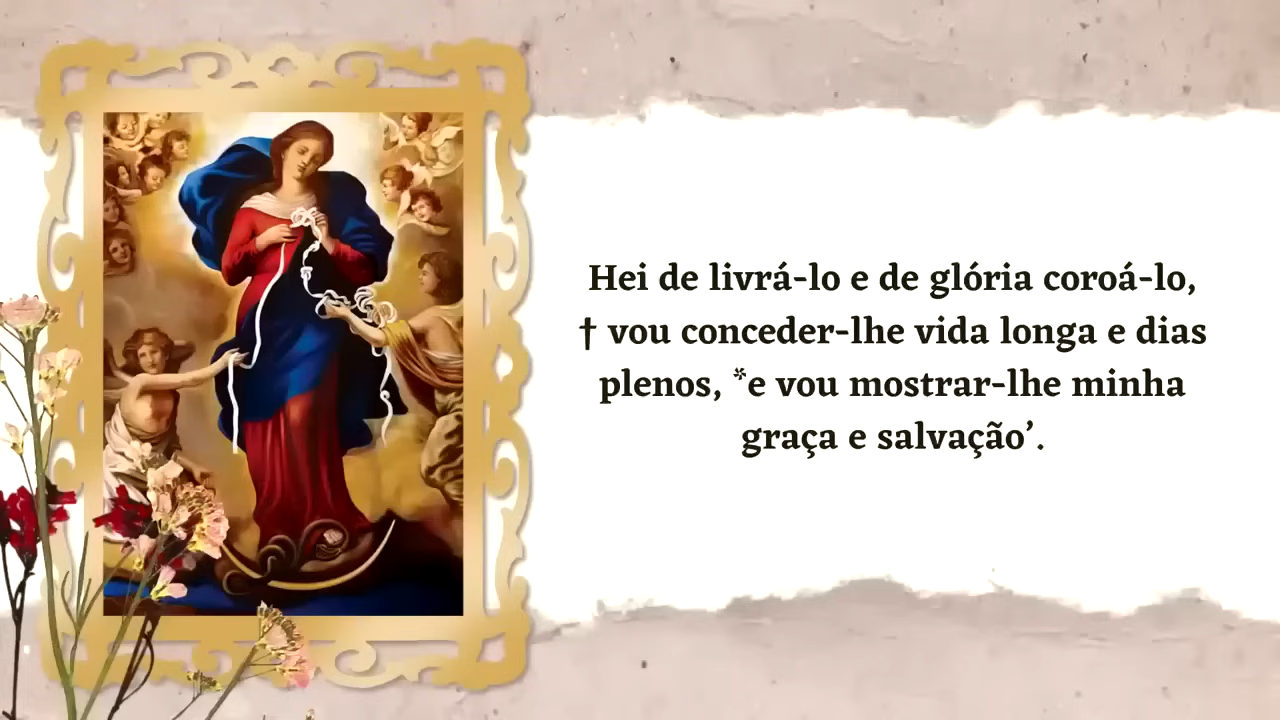 Hei de livrá-lo e de glória coroá-lo,
† vou conceder-lhe vida longa e dias
plenos, *e vou mostrar-lhe minha
graça e salvação’.